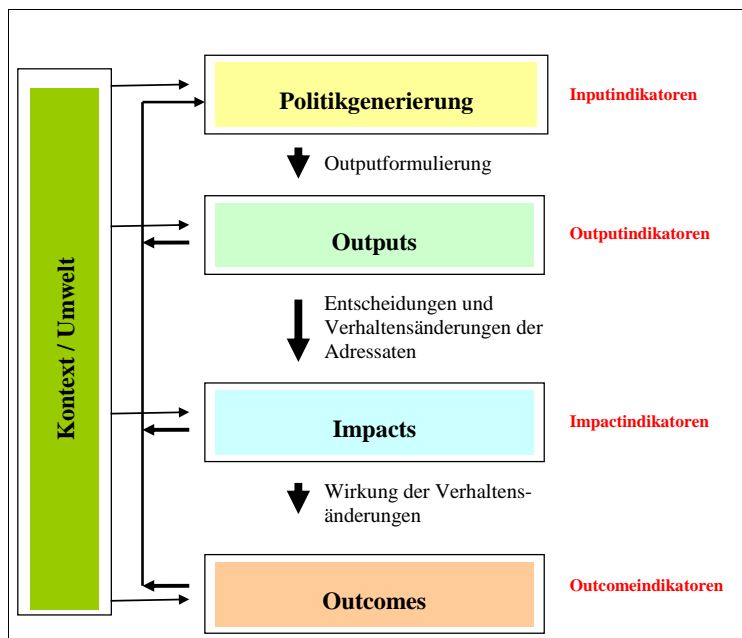 Kontext / Umwelt
Politikgenerierung
Inputindikatoren
Outputformulierung
Outputs
Outputindikatoren
Entscheidungen und
Verhaltensänderungen der
Adressaten
Impacts
Impactindikatoren
Wirkung der Verhaltens-
änderungen
Outcomes
Outcomeindikatoren